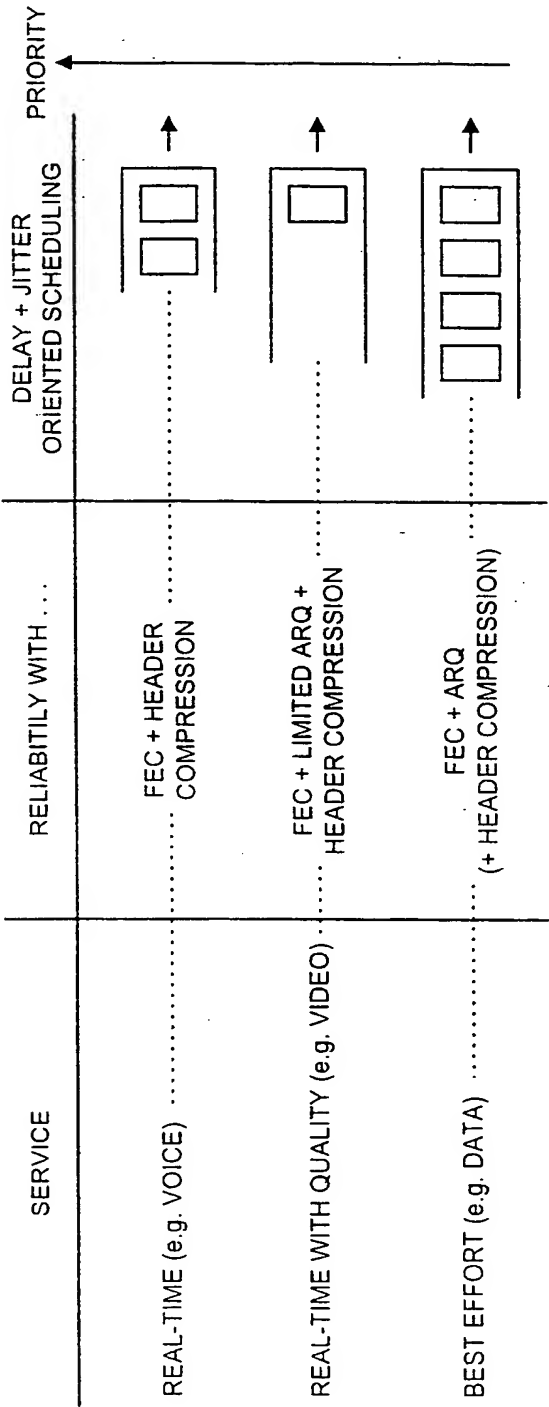 SERVICE
RELIABITILY WITH ...
DELAY + JITTER
ORIENTED SCHEDULING
PRIORITY
REAL-TIME (e.g. VOICE)
FEC + HEADER
COMPRESSION
REAL-TIME WITH QUALITY (e.g. VIDEO)
FEC + LIMITED ARQ +
HEADER COMPRESSION
BEST EFFORT (e.g. DATA)
FEC + ARQ
(+ HEADER COMPRESSION)